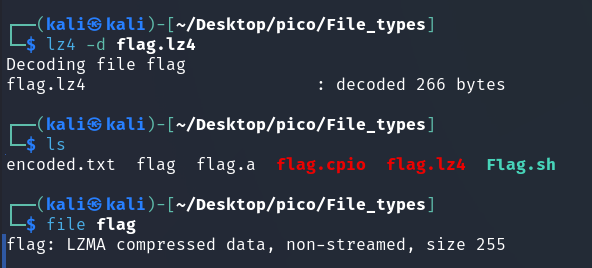 ┌──(kali㉿kali)-[~/Desktop/pico/File_types]
└─$ lz4 -d flag.lz4
Decoding file flag
flag.lz4                       : decoded 266 bytes
┌──(kali㉿kali)-[~/Desktop/pico/File_types]
└─$ ls
encoded.txt  flag  flag.a  flag.cpio  flag.lz4  Flag.sh
┌──(kali㉿kali)-[~/Desktop/pico/File_types]
└─$ file flag
flag: LZMA compressed data, non-streamed, size 255